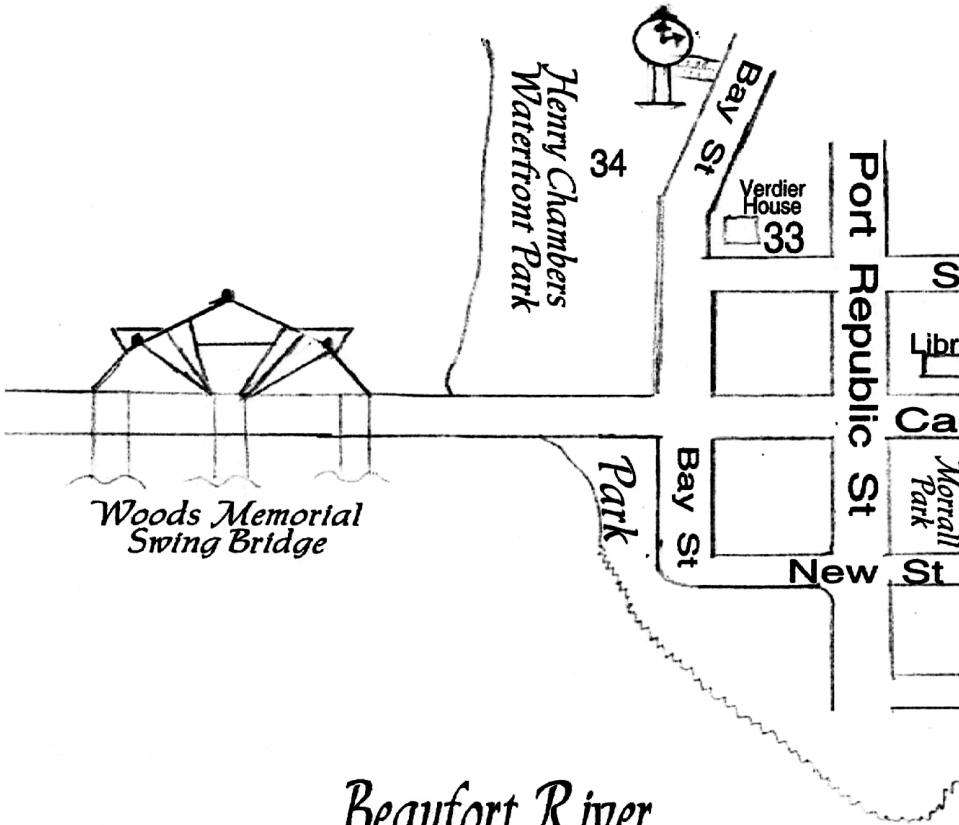 Bay St
Henry Chambers
Waterfront Park
34
Verdier
House
33
Port Republic St
S
Libr
Ca
Park
Bay St
Morrall
Park
Woods Memorial
Swing Bridge
New St
Beaufort River